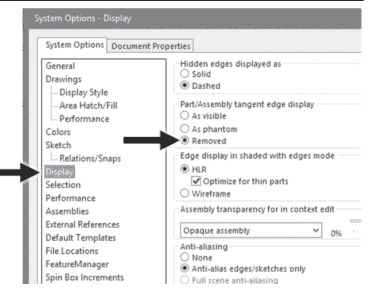 System Options - Display
System Options
Document Properties
General
Drawings
Display Style
Area Hatch/Fill
Performance
Colors
Sketch
Relations/Snaps
Display
Selection
Performance
Assemblies
External References
Default Templates
File Locations
FeatureManager
Spin Box Increments
Hidden edges displayed as
Solid
Dashed
Part/Assembly tangent edge display
As visible
As phantom
Removed
Edge display in shaded with edges mode
HLR
Optimize for thin parts
Wireframe
Assembly transparency for in context edit
Opaque assembly
0%
Anti-aliasing
None
Anti-alias edges/sketches only
Full scene anti-aliasing